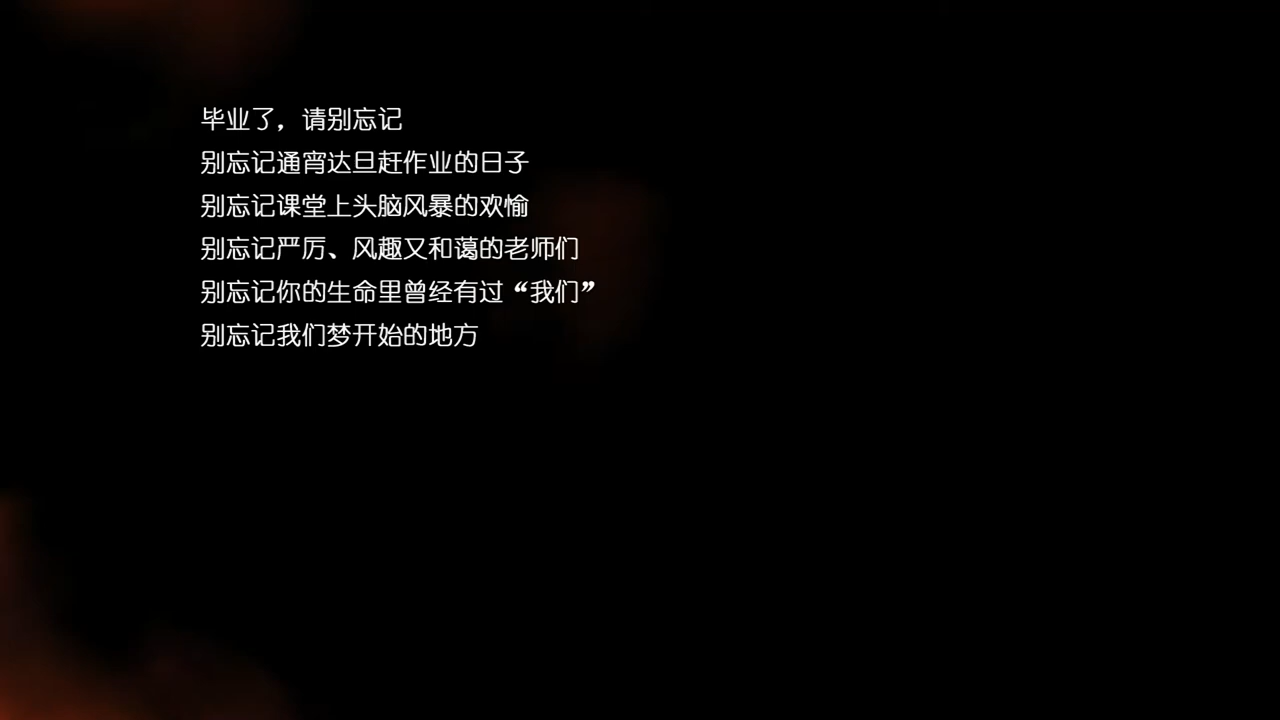 毕业了，请别忘记
别忘记通宵达旦赶作业的日子
别忘记课堂上头脑风暴的欢愉
别忘记严厉、风趣又和蔼的老师们
别忘记你的生命里曾经有过“我们”
别忘记我们梦开始的地方